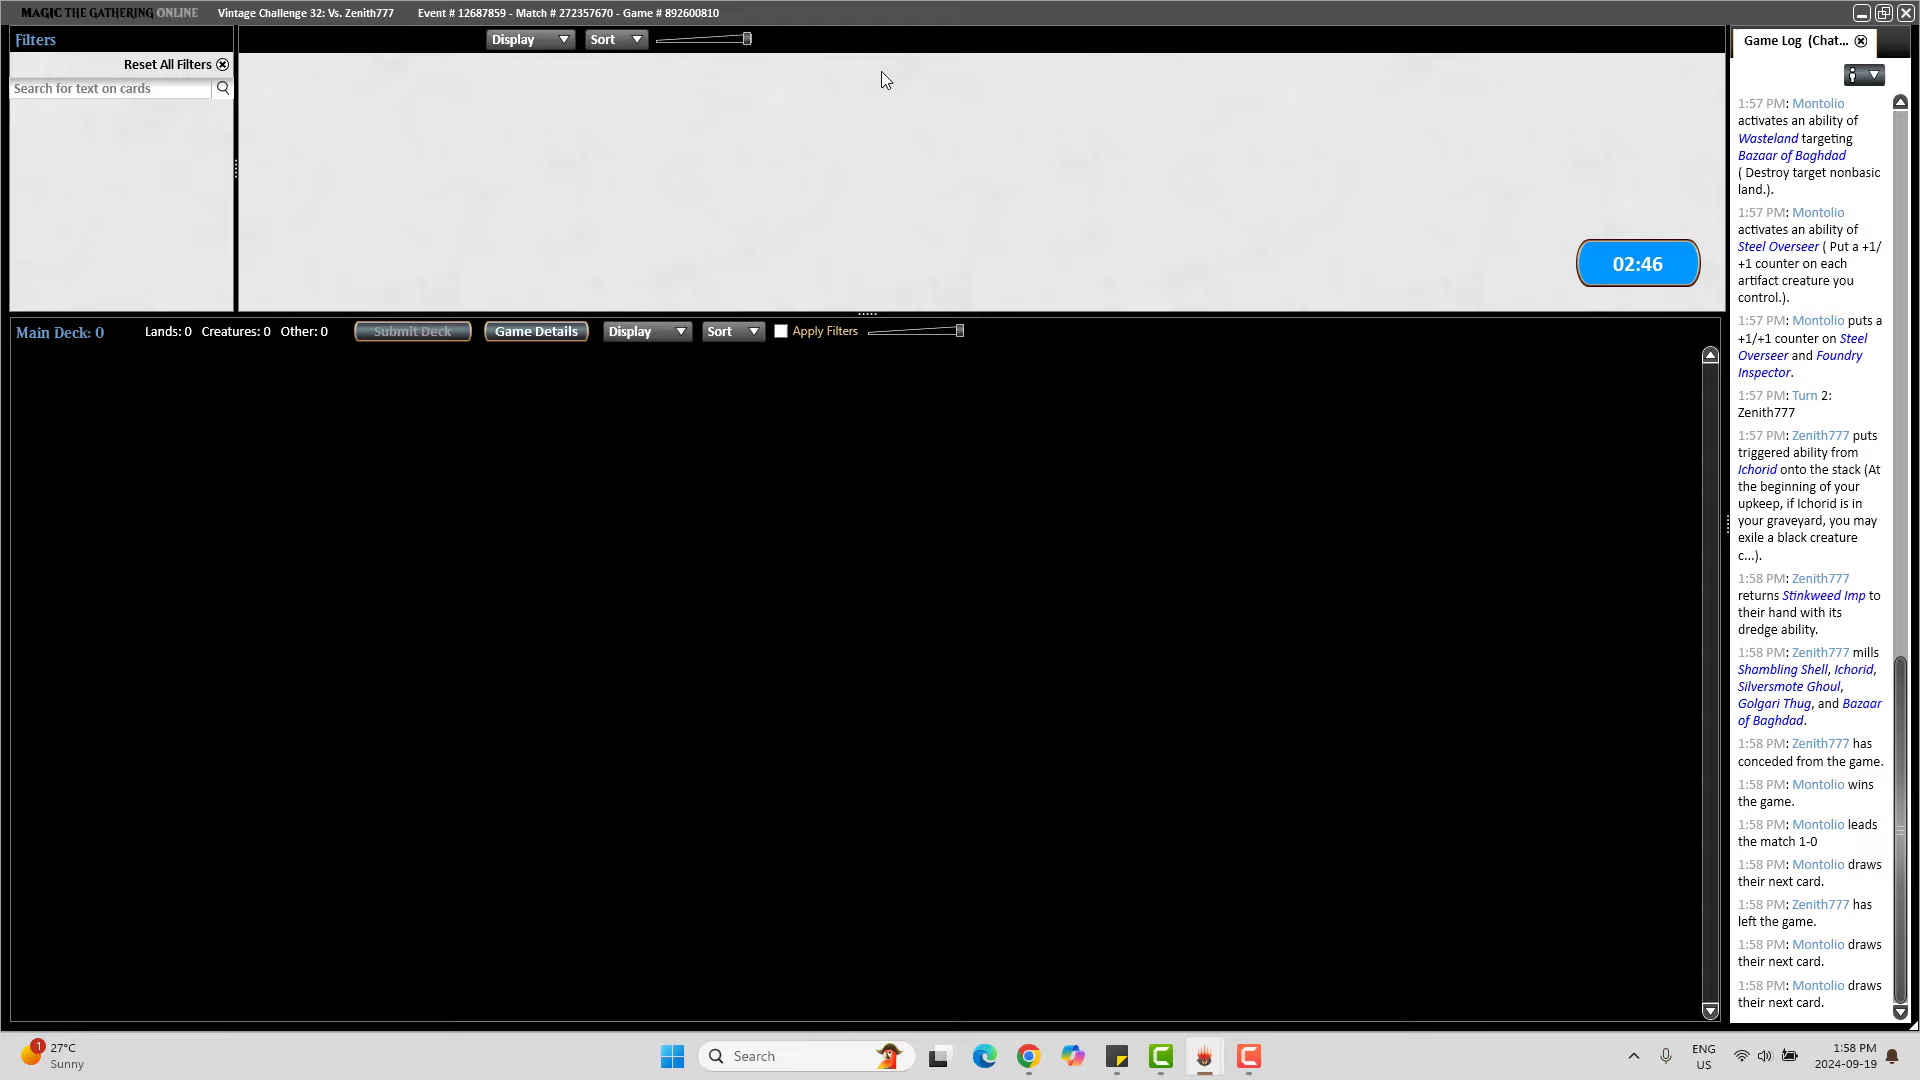 MAGIC THE GATHERING ONLINE Vintage Challenge 32: Vs. Zenith777 Event # 12687859 - Match # 272357670 - Game # 892600810
Filters
Reset All Filters
Search for text on cards
Display Sort
02:46
Main Deck: 0 Lands: 0 Creatures: 0 Other: 0 Submit Deck Game Details Display Sort Apply Filters
Game Log (Chat...
1:57 PM: Montolio
activates an ability of
Wasteland targeting
Bazaar of Baghdad
( Destroy target nonbasic
land.).
1:57 PM: Montolio
activates an ability of
Steel Overseer ( Put a +1/
+1 counter on each
artifact creature you
control.).
1:57 PM: Montolio puts a
+1/+1 counter on Steel
Overseer and Foundry
Inspector.
1:57 PM: Turn 2:
Zenith777
1:57 PM: Zenith777 puts
triggered ability from
Ichorid onto the stack (At
the beginning of your
upkeep, if Ichorid is in
your graveyard, you may
exile a black creature
c...).
1:58 PM: Zenith777
returns Stinkweed Imp to
their hand with its
dredge ability.
1:58 PM: Zenith777 mills
Shambling Shell, Ichorid,
Silversmote Ghoul,
Golgari Thug, and Bazaar
of Baghdad.
1:58 PM: Zenith777 has
conceded from the game.
1:58 PM: Montolio wins
the game.
1:58 PM: Montolio leads
the match 1-0
1:58 PM: Montolio draws
their next card.
1:58 PM: Zenith777 has
left the game.
1:58 PM: Montolio draws
their next card.
1:58 PM: Montolio draws
their next card.
1
27°C
Sunny
Search
ENG
US
1:58 PM
2024-09-19